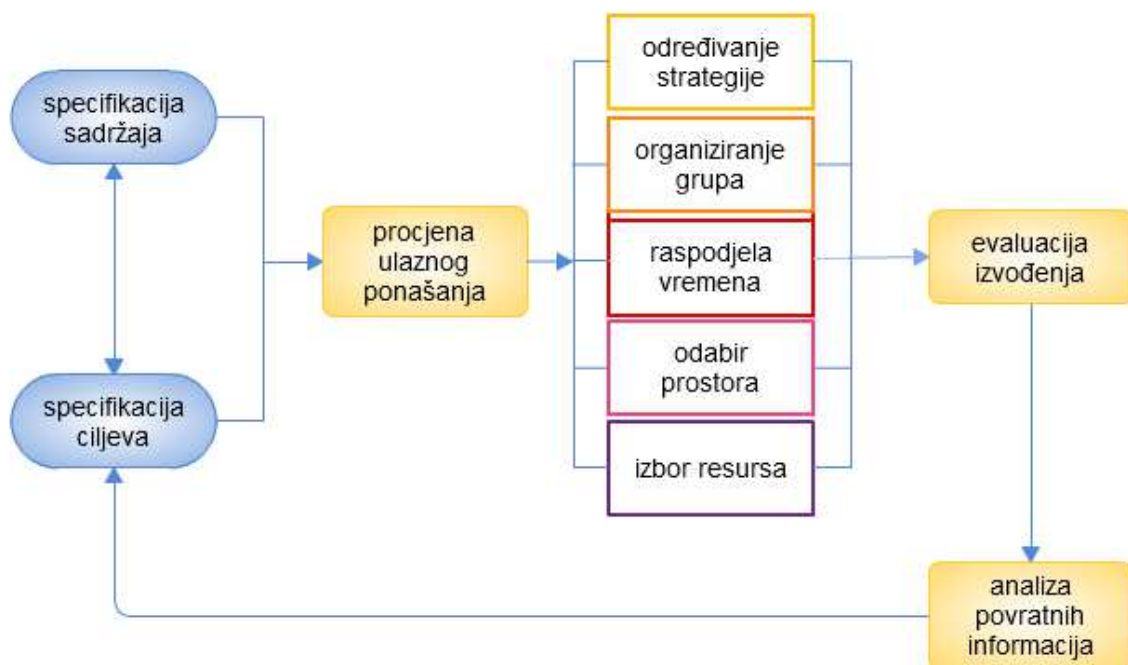 specifikacija
sadržaja
specifikacija
ciljeva
procjena
ulaznog
ponašanja
određivanje
strategije
organiziranje
grupa
raspodjela
vremena
odabir
prostora
izbor resursa
evaluacija
izvođenja
analiza
povratnih
informacija